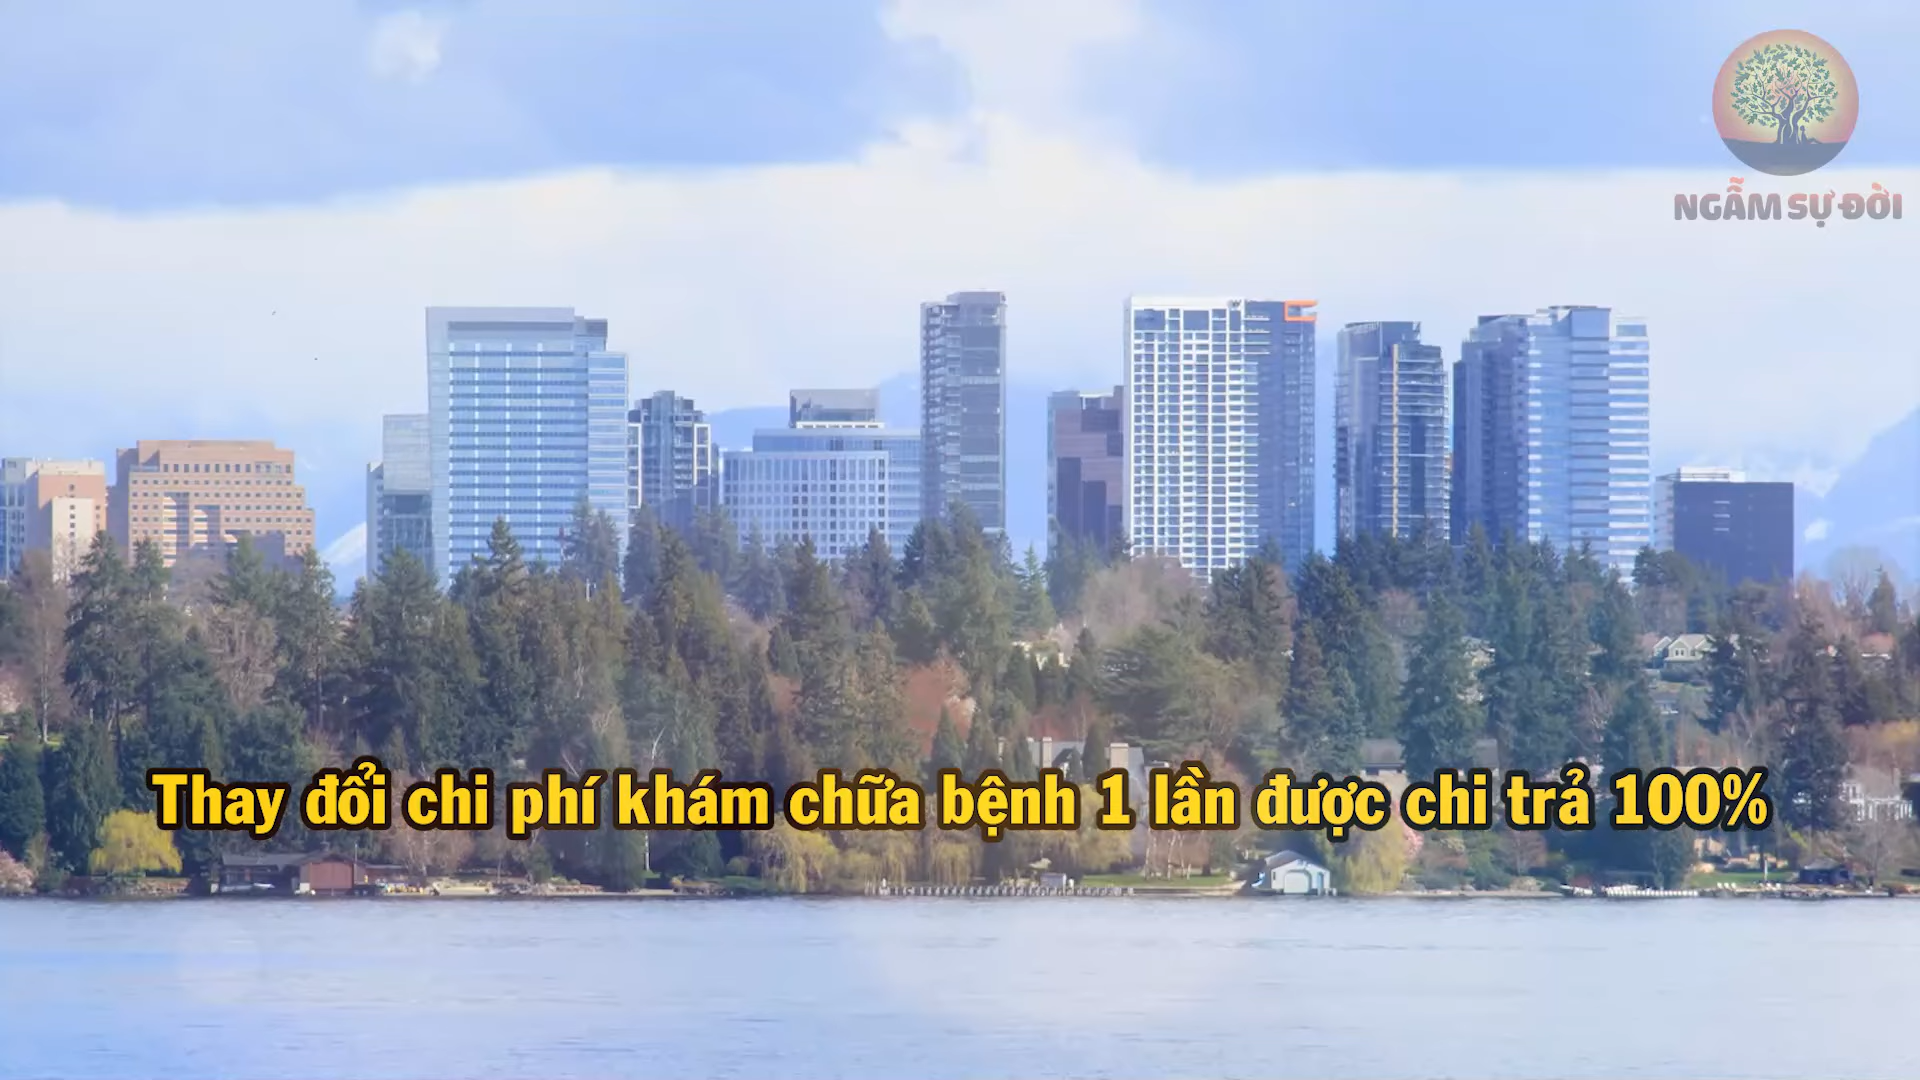 NGẪM SỰ ĐỜI
Thay đổi chi phí khám chữa bệnh 1 lần được chi trả 100%